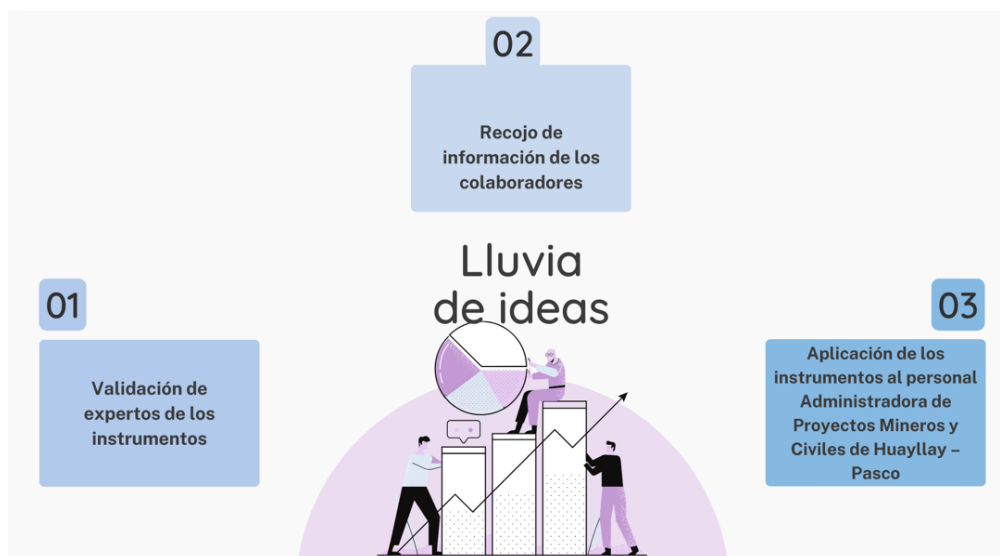 02
Recojo de
información de los
colaboradores
Lluvia
de ideas
01
Validación de
expertos de los
instrumentos
03
Aplicación de los
instrumentos al personal
Administradora de
Proyectos Mineros y
Civiles de Huayllay –
Pasco